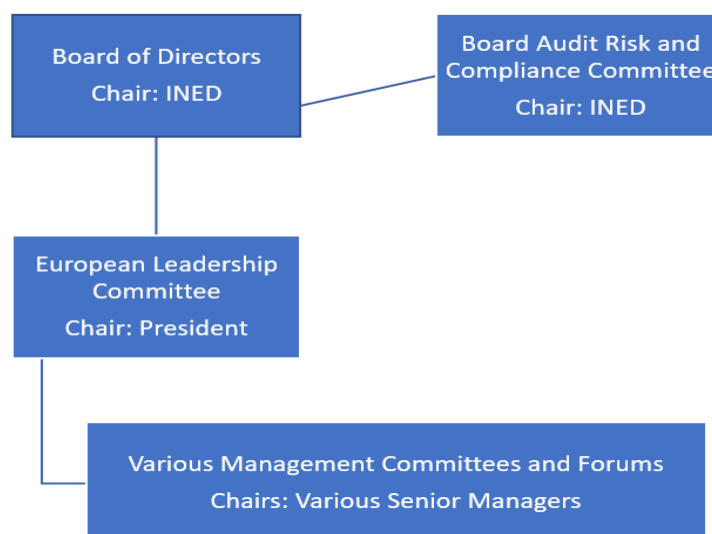 Board of Directors
Chair: INED
Board Audit Risk and
Compliance Committee
Chair: INED
European Leadership
Committee
Chair: President
Various Management Committees and Forums
Chairs: Various Senior Managers